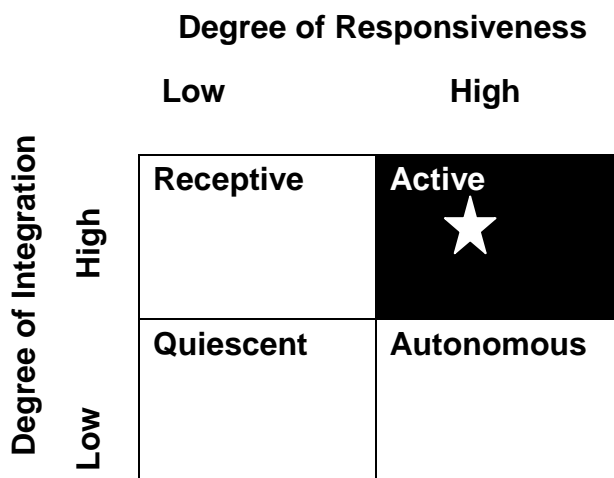 Degree of Responsiveness
Low High
Degree of Integration
High
Receptive Active
Low
Quiescent Autonomous